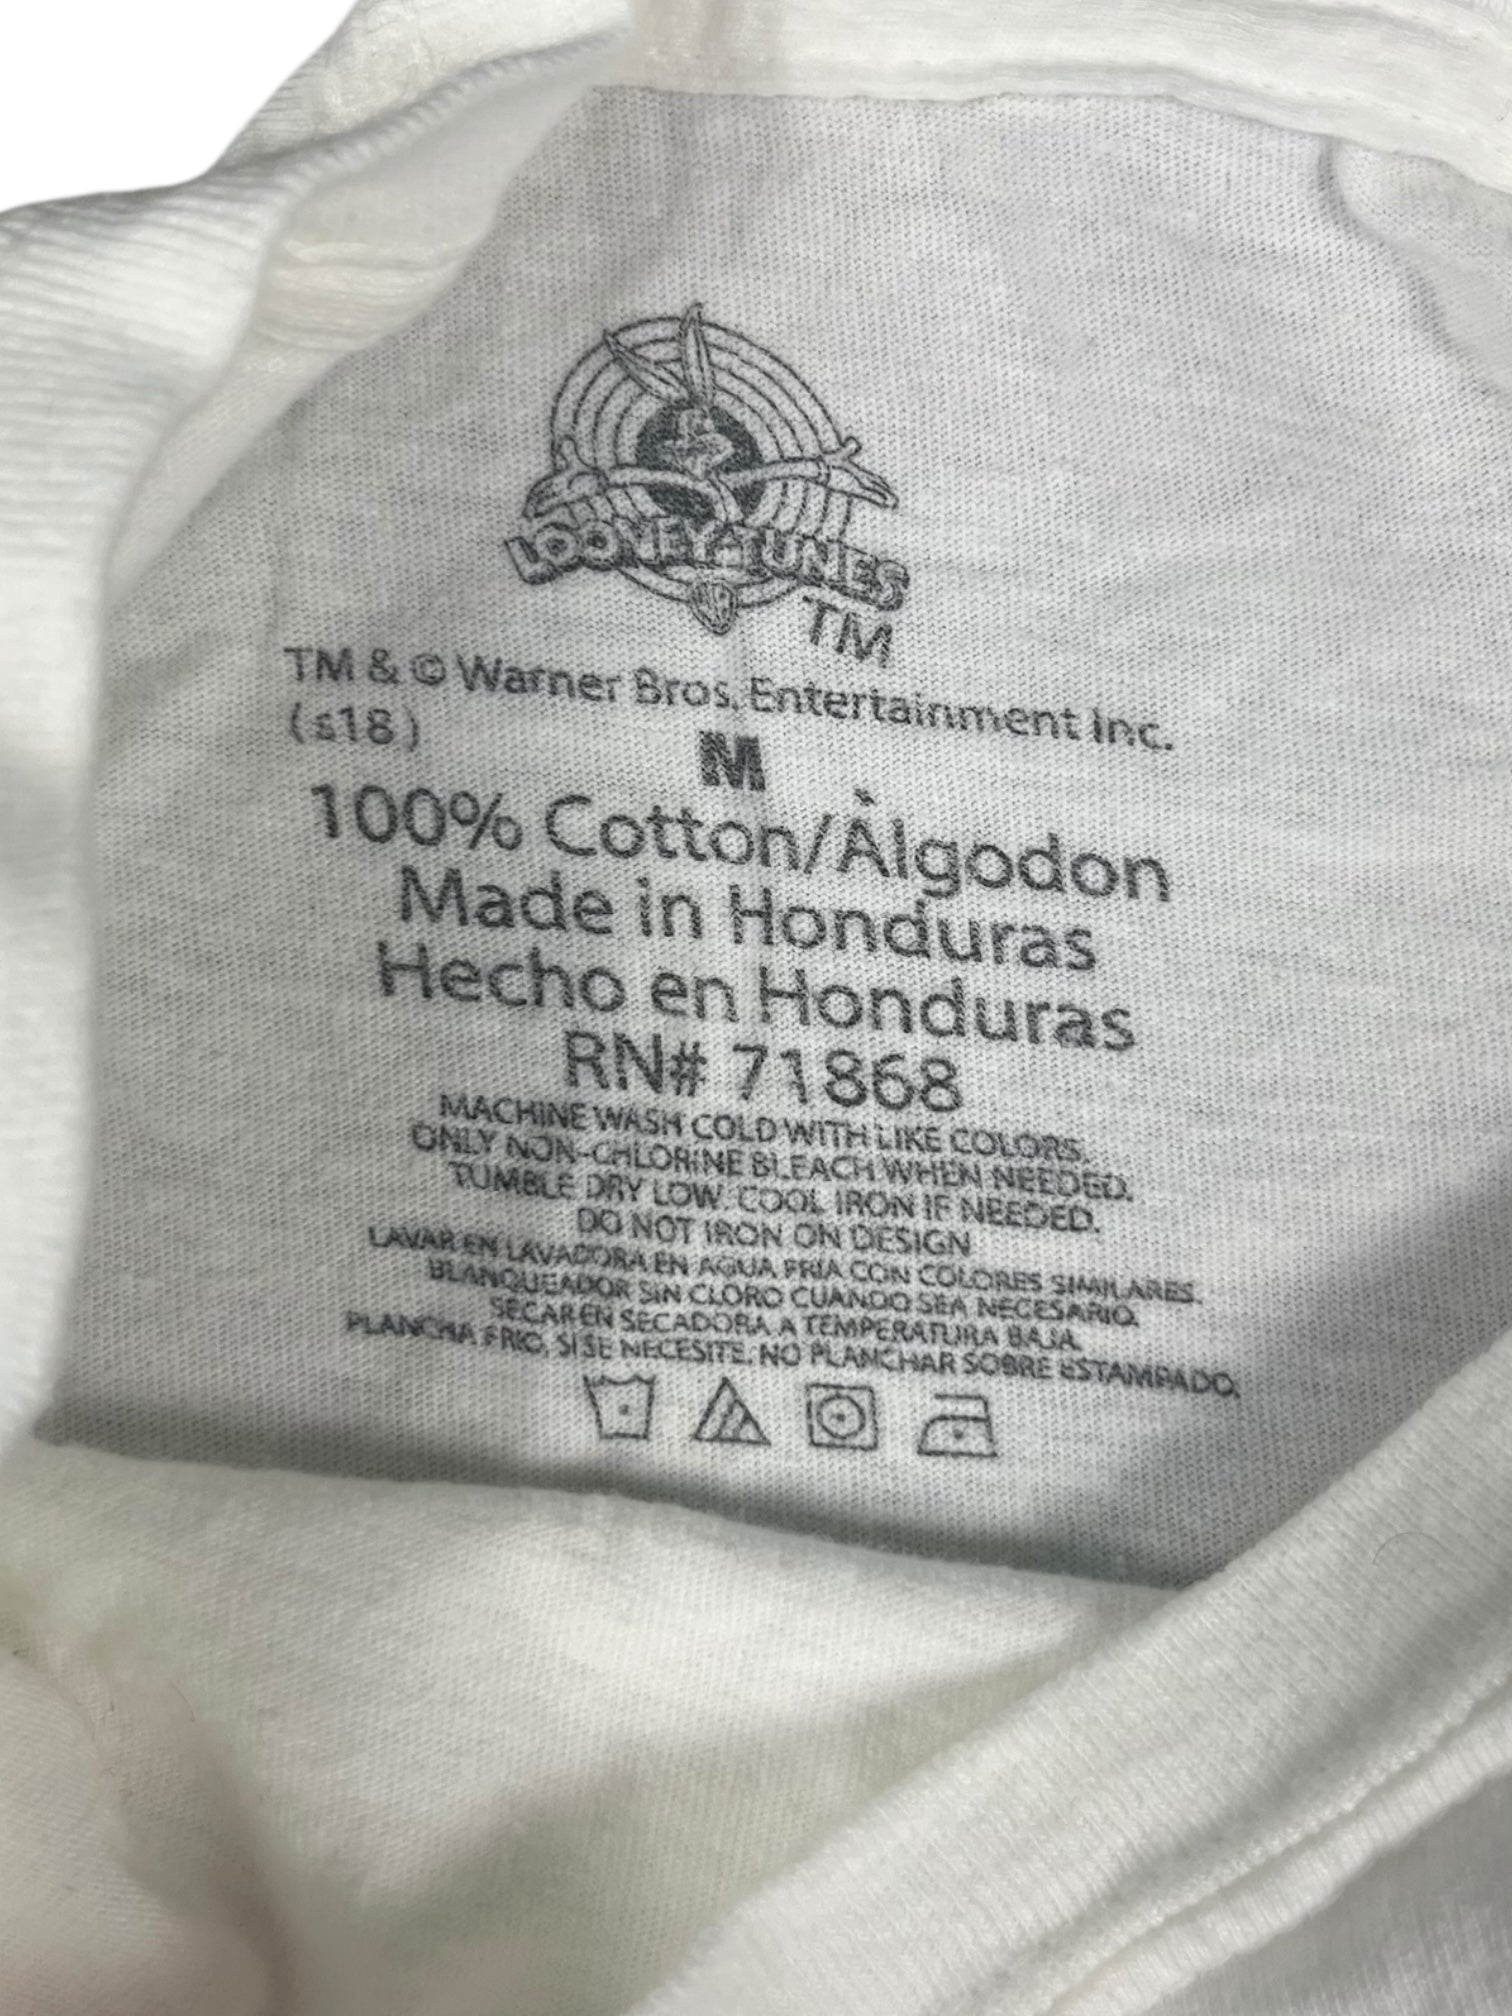 LOONEY TUNES
TM
TM & © Warner Bros. Entertainment Inc.
(s18)
M
100% Cotton/Algodon
Made in Honduras
Hecho en Honduras
RN# 71868
MACHINE WASH COLD WITH LIKE COLORS.
ONLY NON-CHLORINE BLEACH WHEN NEEDED.
TUMBLE DRY LOW. COOL IRON IF NEEDED.
DO NOT IRON ON DESIGN
LAVAR EN LAVADORA EN AGUA FRIA CON COLORES SIMILARES.
BLANQUEADOR SIN CLORO CUANDO SEA NECESARIO.
SECAR EN SECADORA A TEMPERATURA BAJA.
PLANCHA FRIO, SI SE NECESITE. NO PLANCHAR SOBRE ESTAMPADO.